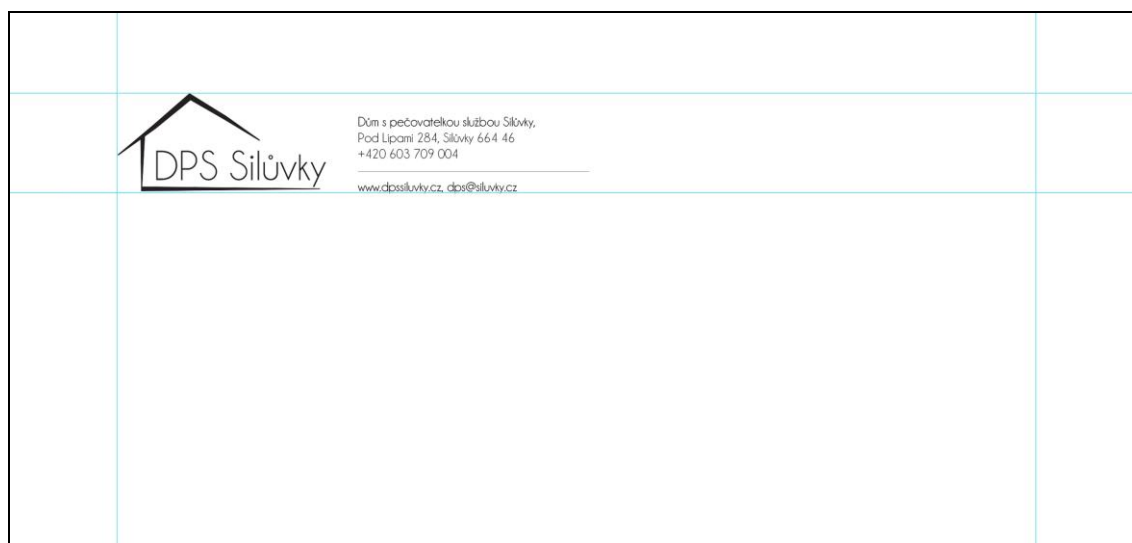 DPS Silůvky
Dům s pečovatelkou službou Silůvky,
Pod Lipami 284, Silůvky 664 46
+420 603 709 004
www.dpssiluvky.cz, dps@siluvky.cz